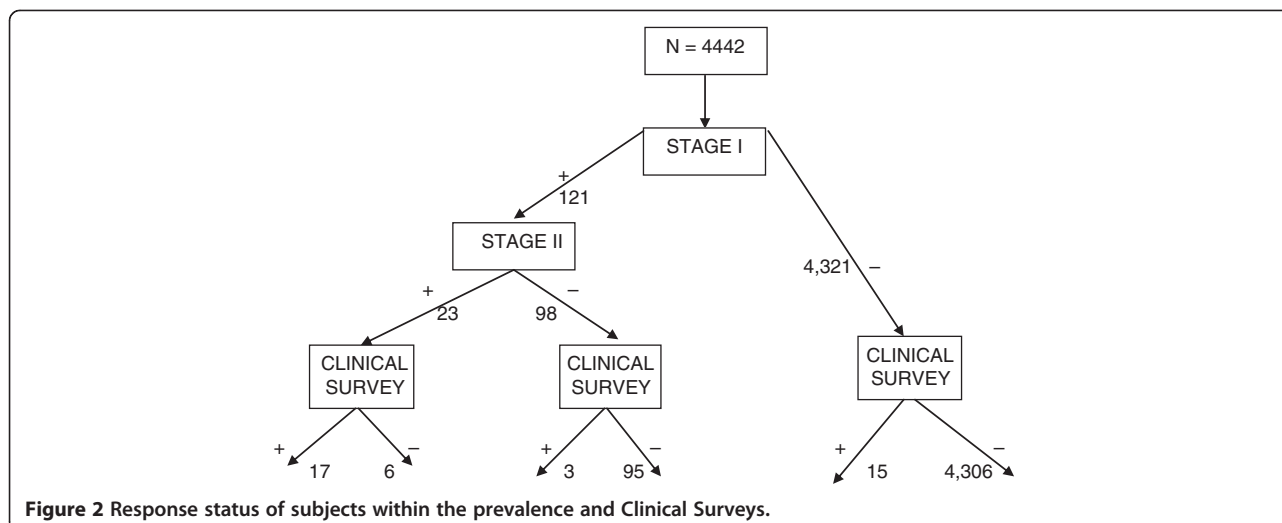 N = 4442
STAGE I
+
121
STAGE II
4,321 –
+
23
–
98
CLINICAL
SURVEY
CLINICAL
SURVEY
CLINICAL
SURVEY
+
17
–
6
+
3
–
95
+
15
–
4,306
Figure 2 Response status of subjects within the prevalence and Clinical Surveys.